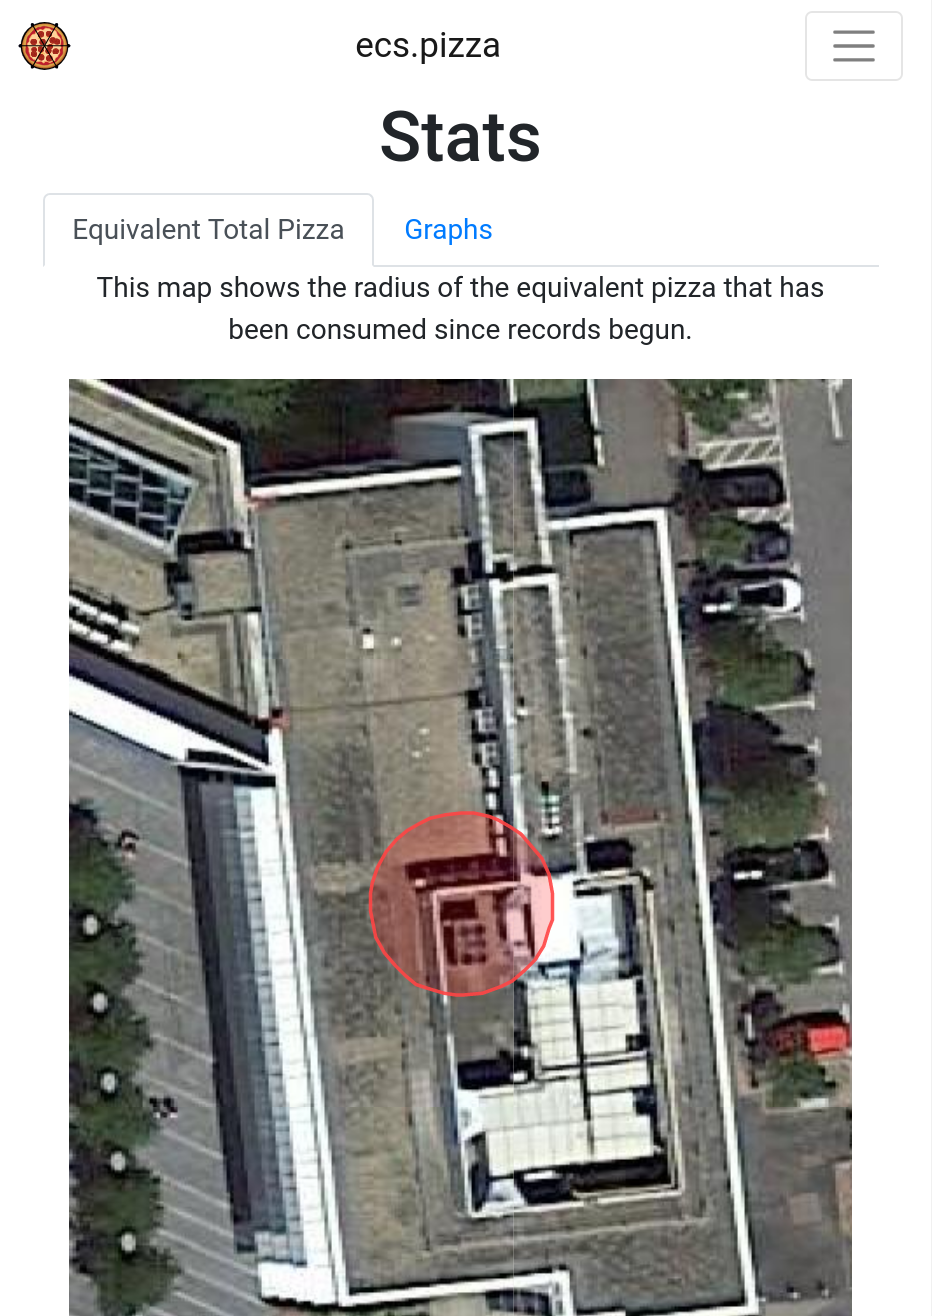 ecs.pizza
Stats
Equivalent Total Pizza
Graphs
This map shows the radius of the equivalent pizza that has
been consumed since records begun.